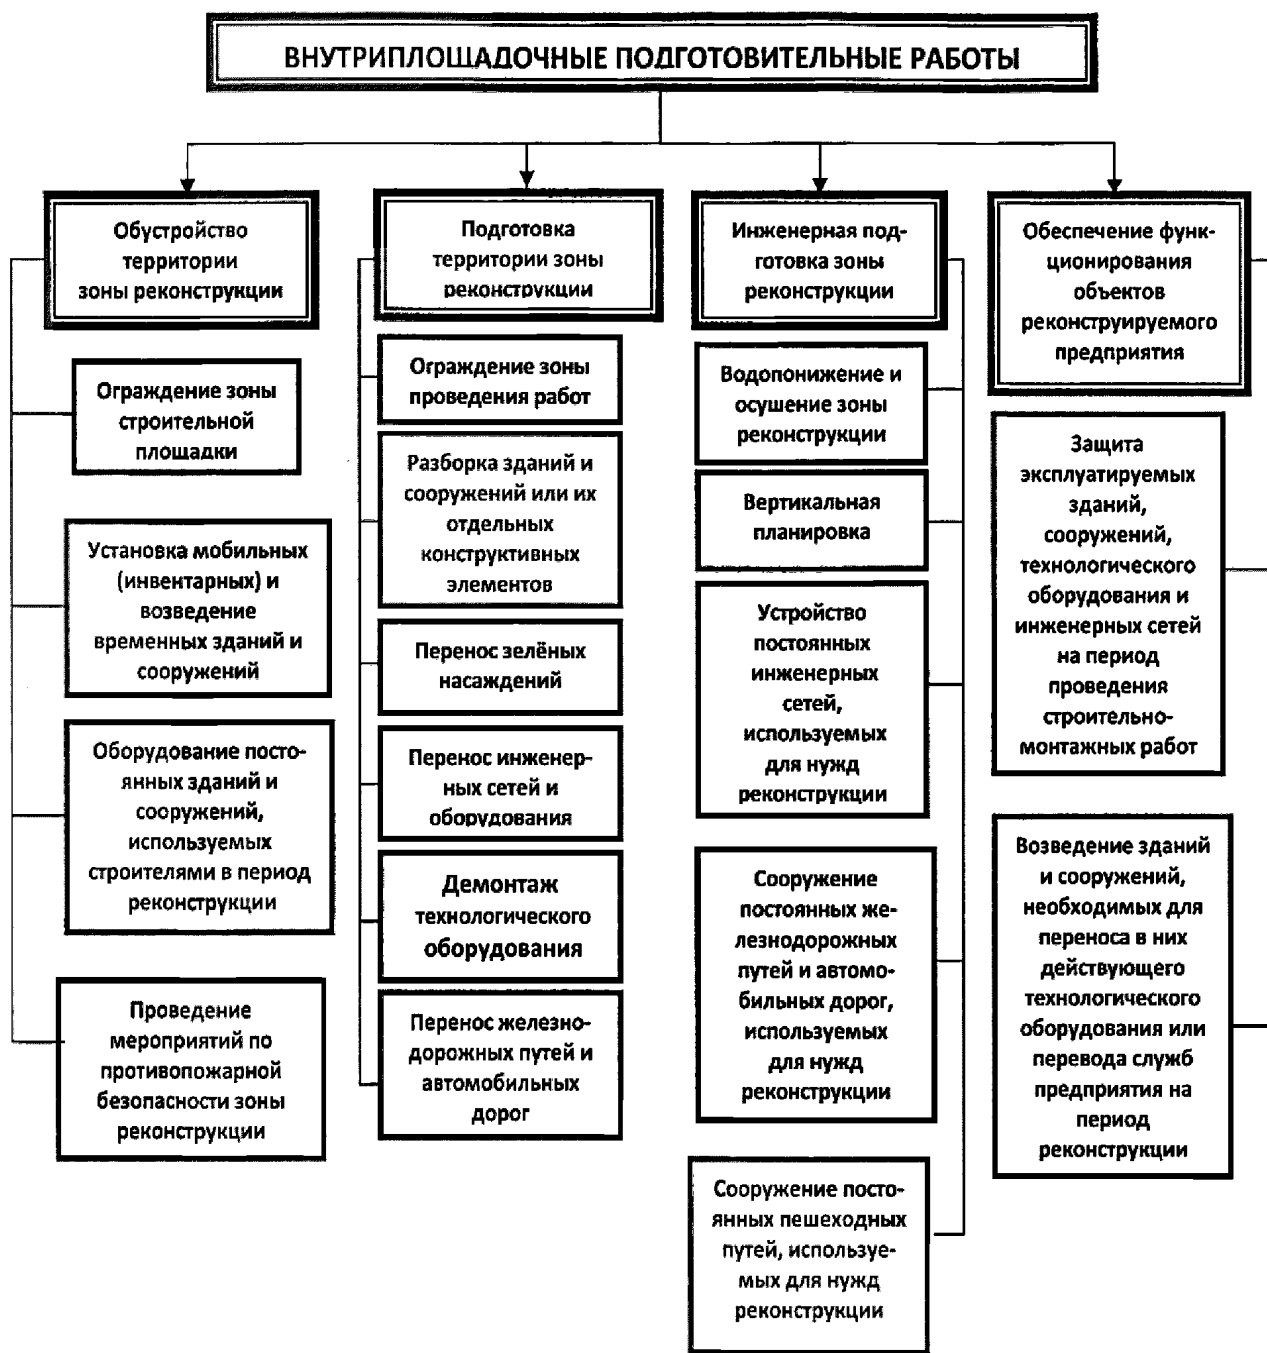 ВНУТРИПЛОЩАДОЧНЫЕ ПОДГОТОВИТЕЛЬНЫЕ РАБОТЫ
Обустройство
территории
зоны реконструкции
Ограждение зоны
строительной
площадки
Установка мобильных
(инвентарных) и
возведение
временных зданий и
сооружений
Оборудование посто-
янных зданий и
сооружений,
используемых
строителями в период
реконструкции
Проведение
мероприятий по
противопожарной
безопасности зоны
реконструкции
Подготовка
территории зоны
реконструкции
Ограждение зоны
проведения работ
Разборка зданий и
сооружений или их
отдельных
конструктивных
элементов
Перенос зелёных
насаждений
Перенос инженер-
ных сетей и
оборудования
Демонтаж
технологического
оборудования
Перенос железно-
дорожных путей и
автомобильных
дорог
Инженерная под-
готовка зоны
реконструкции
Водопонижение и
осушение зоны
реконструкции
Вертикальная
планировка
Устройство
постоянных
инженерных
сетей,
используемых
для нужд
реконструкции
Сооружение
постоянных же-
лезнодорожных
путей и автомо-
бильных дорог,
используемых
для нужд
реконструкции
Сооружение посто-
янных пешеходных
путей, используе-
мых для нужд
реконструкции
Обеспечение функ-
ционирования
объектов
реконструируемого
предприятия
Защита
эксплуатируемых
зданий,
сооружений,
технологического
оборудования и
инженерных сетей
на период
проведения
строительно-
монтажных работ
Возведение зданий
и сооружений,
необходимых для
переноса в них
действующего
технологического
оборудования или
перевода служб
предприятия на
период
реконструкции